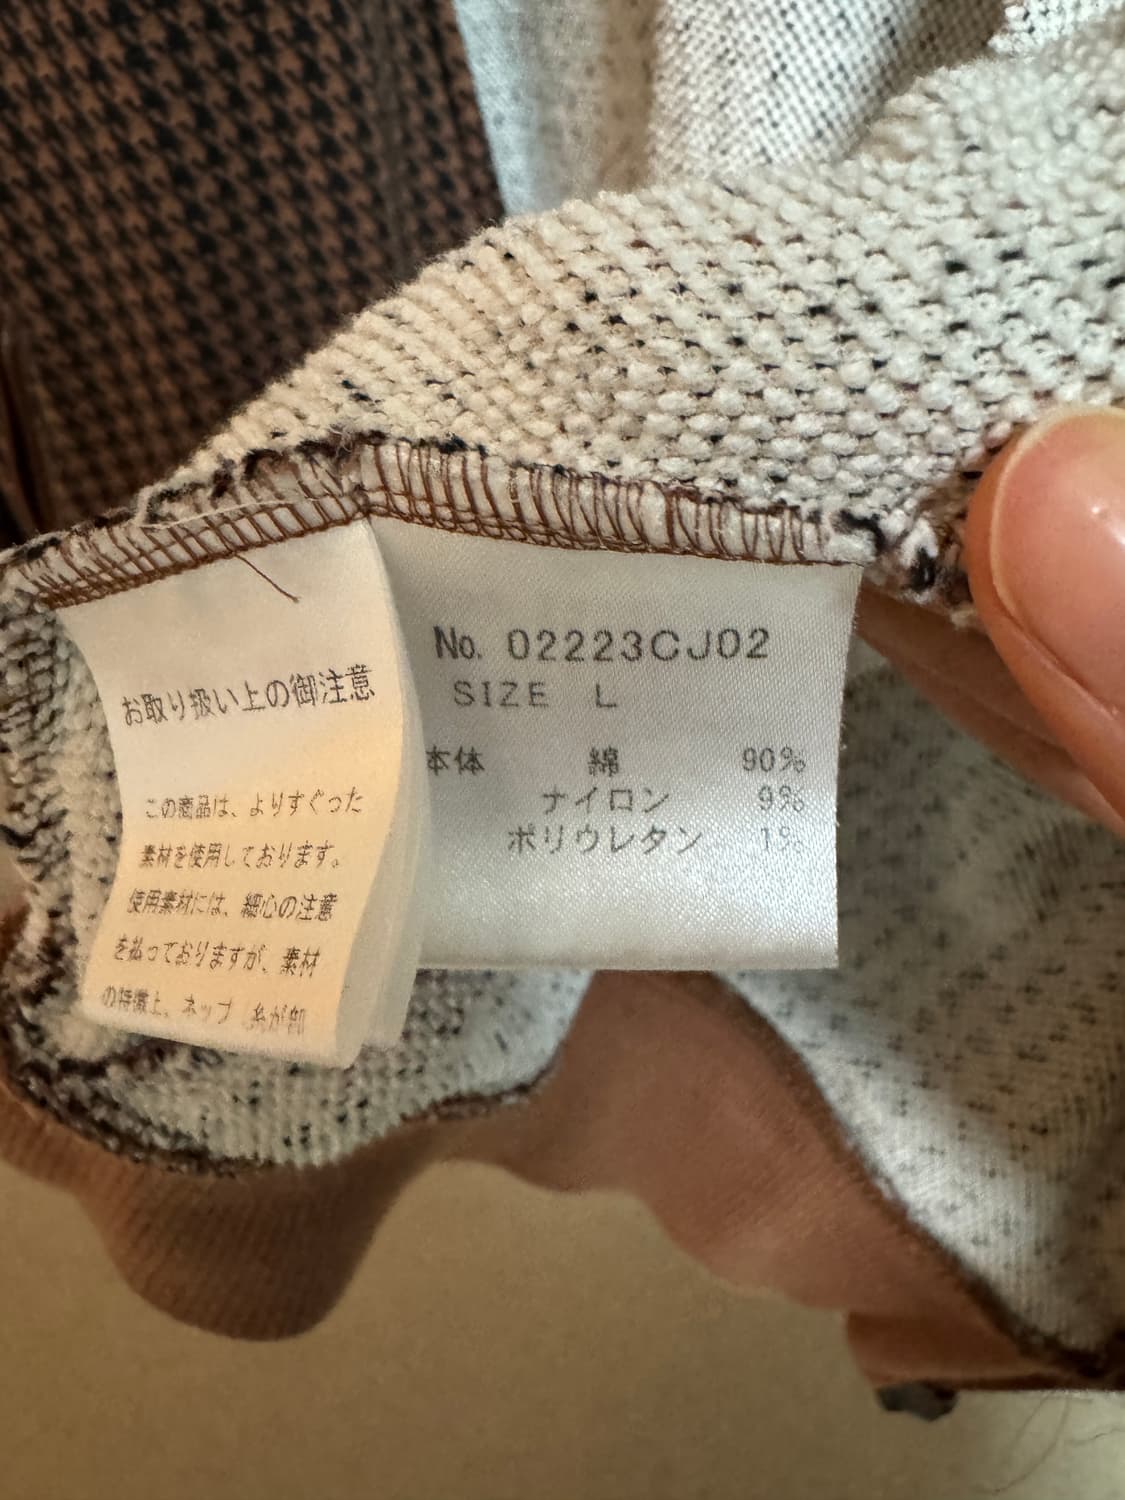 お取り扱い上の御注意
この商品は、よりすぐった
素材を使用しております。
使用素材には、細心の注意
を払っておりますが、素材
の特徴上、ネップ 糸が部
No. 02223CJ02
SIZE L
本体 綿 90%
ナイロン 9%
ポリウレタン 1%